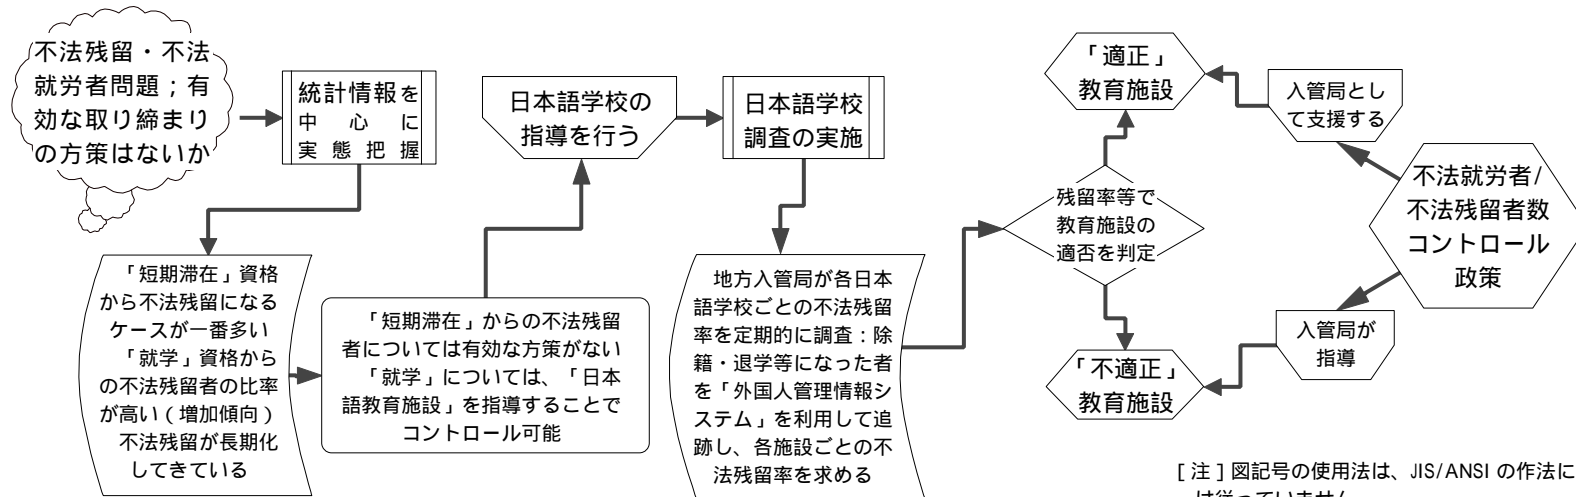 不法残留・不法
就労者問題；有
効な取り締まり
の方策はないか
統計情報を
中心に
実態把握
「短期滞在」資格
から不法残留になる
ケースが一番多い
「就学」資格から
の不法残留者の比率
が高い（増加傾向）
不法残留が長期化
してきている
「短期滞在」からの不法残留
者については有効な方策がない
「就学」については、「日本
語教育施設」を指導することで
コントロール可能
日本語学校の
指導を行う
日本語学校
調査の実施
地方入管局が各日本
語学校ごとの不法残留
率を定期的に調査：除
籍・退学等になった者
を「外国人管理情報シ
ステム」を利用して追
跡し、各施設ごとの不
法残留率を求める
残留率等で
教育施設の
適否を判定
「適正」
教育施設
「不適正」
教育施設
入管局とし
て支援する
入管局が
指導
不法就労者/
不法残留者数
コントロール
政策
[注]図記号の使用法は、JIS/ANSI の作法に
は従っていません